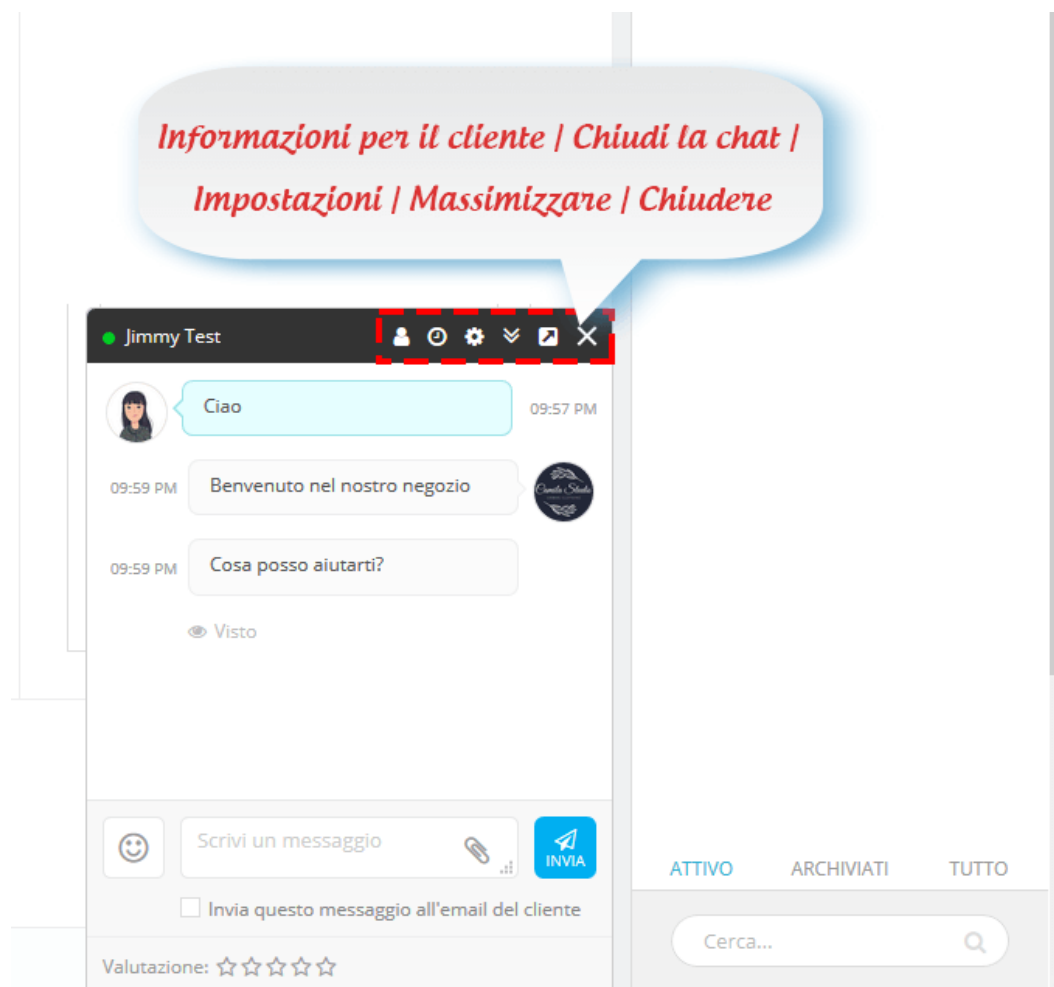 Informazioni per il cliente | Chiudi la chat |
Impostazioni | Massimizzare | Chiudere
Jimmy Test
Ciao
09:57 PM
09:59 PM
Benvenuto nel nostro negozio
Camila Studio
09:59 PM
Cosa posso aiutarti?
Visto
Scrivi un messaggio
INVIA
Invia questo messaggio all'email del cliente
Valutazione:
ATTIVO ARCHIVIATI TUTTO
Cerca...